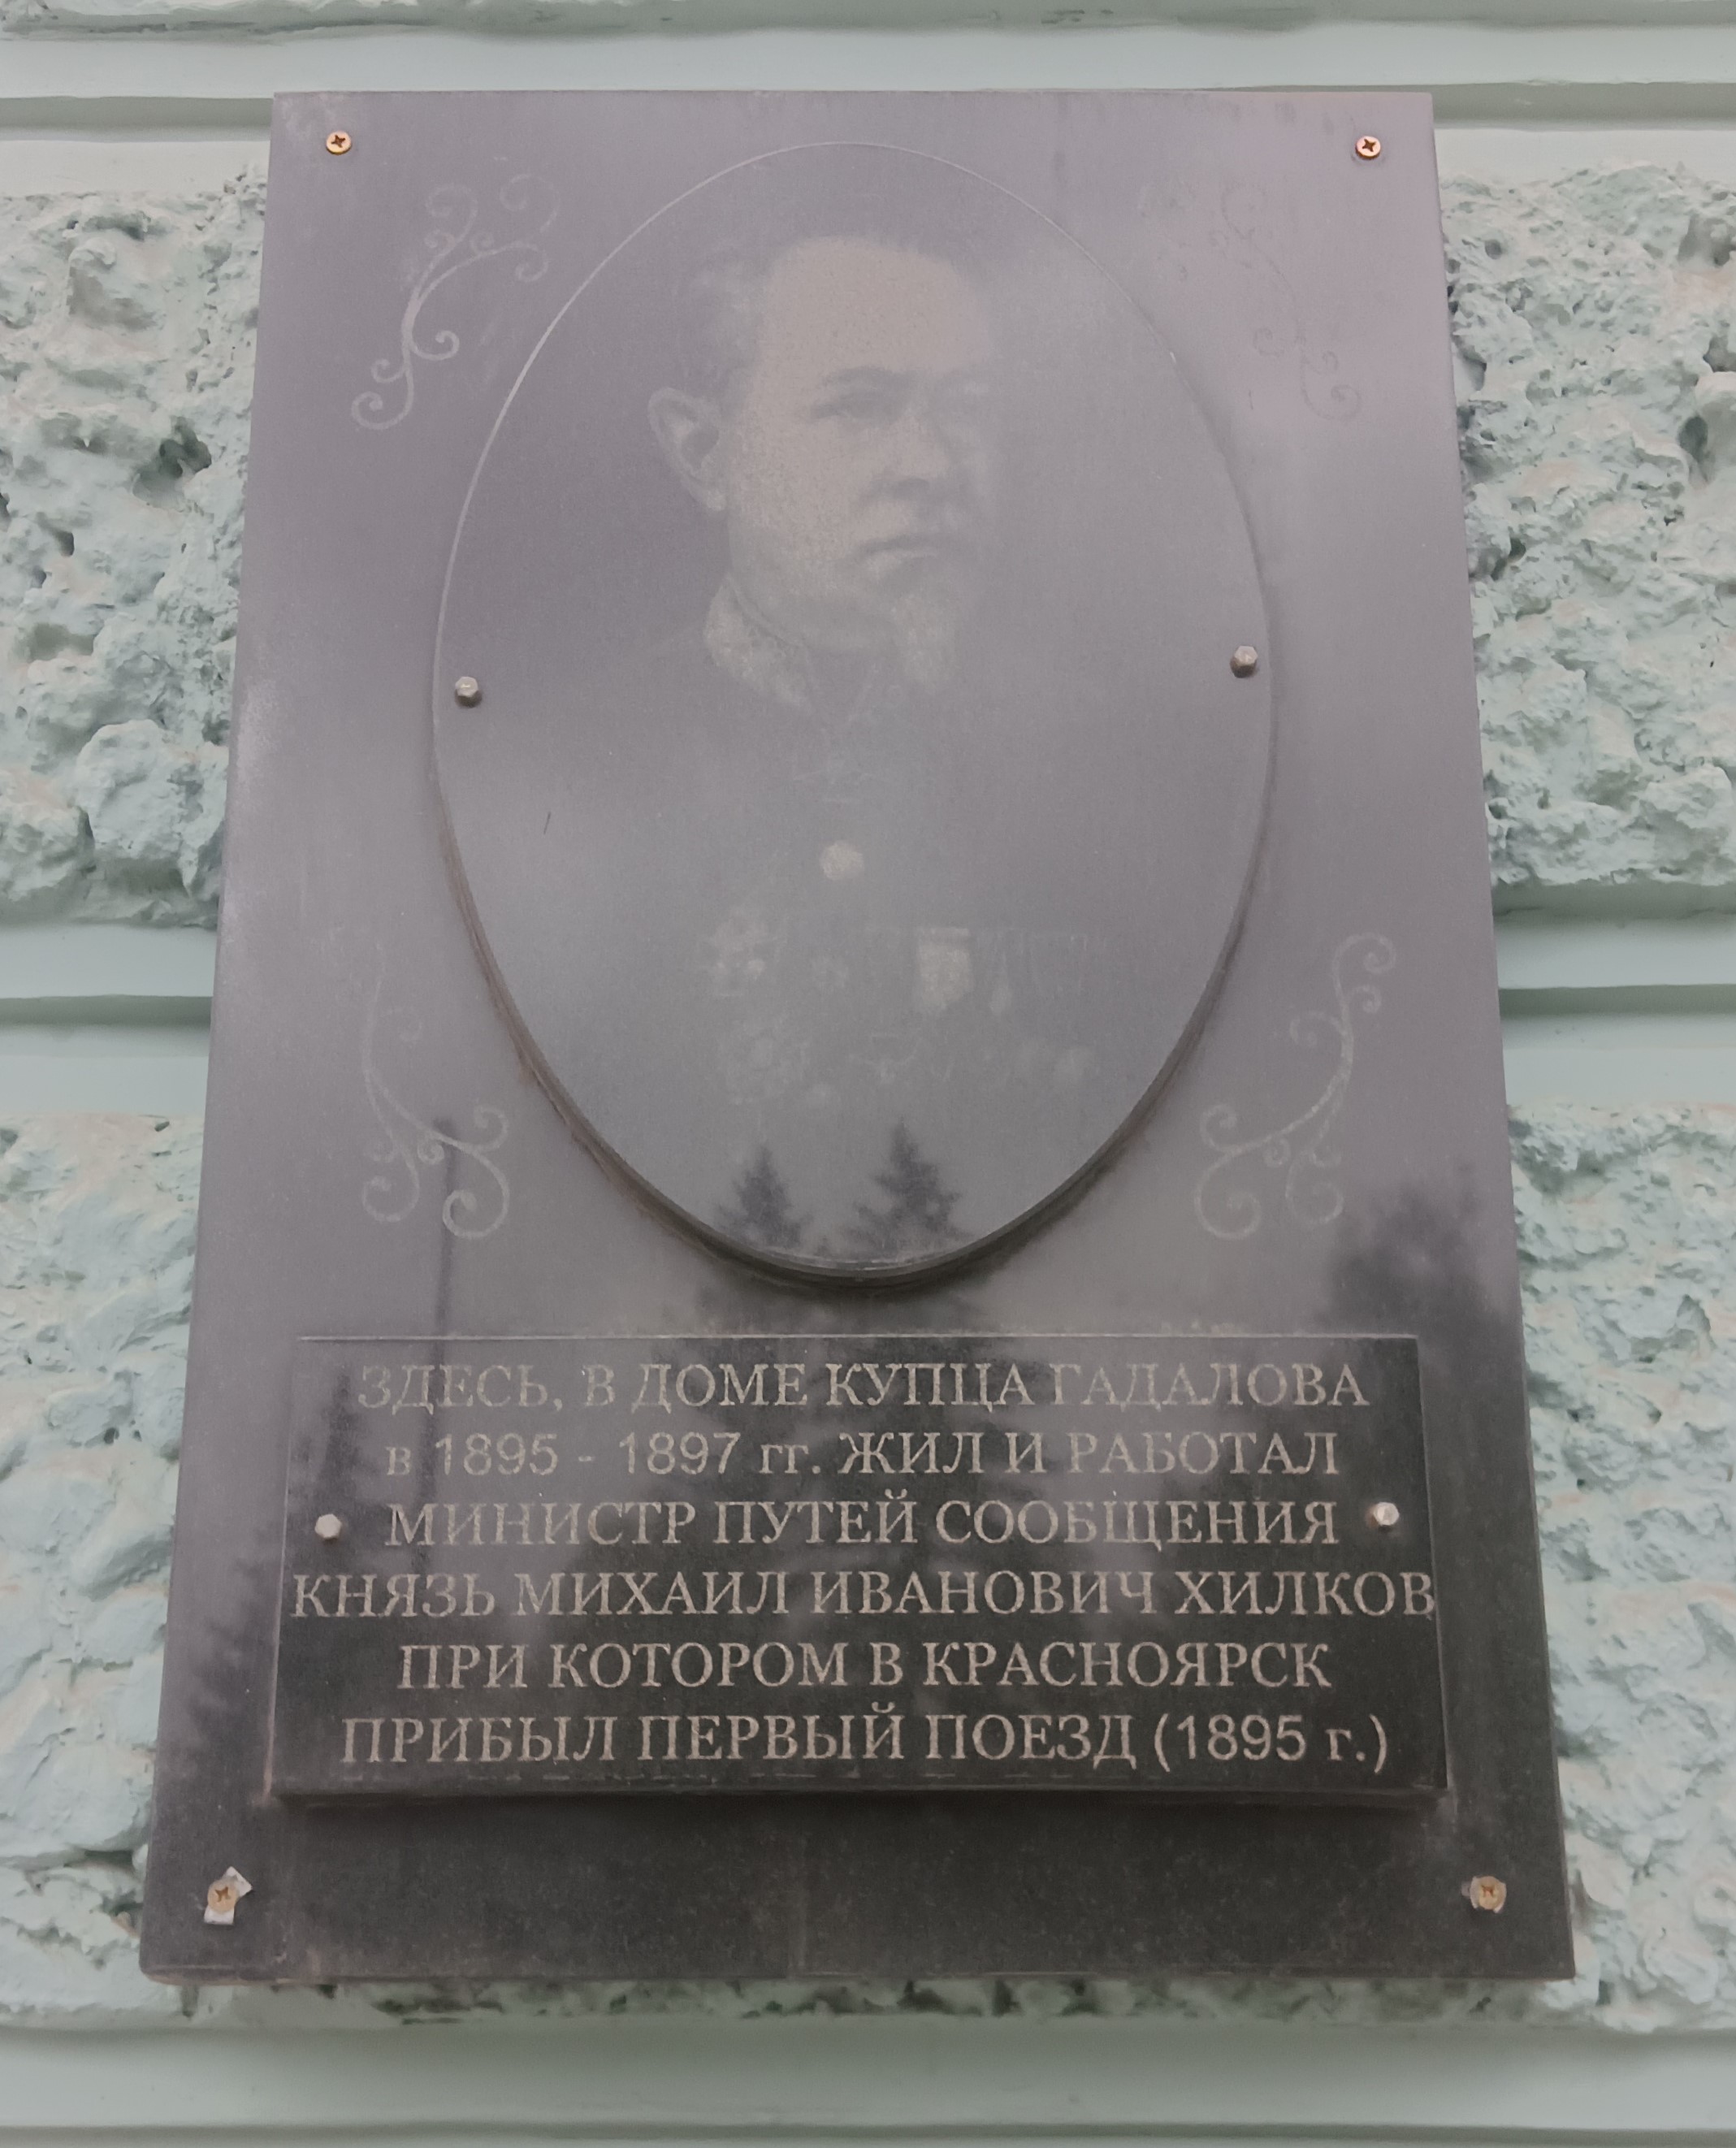 ЗДЕСЬ, В ДОМЕ КУПЦА ГАДАЛОВА
в 1895 - 1897 гг. ЖИЛ И РАБОТАЛ
МИНИСТР ПУТЕЙ СООБЩЕНИЯ
КНЯЗЬ МИХАИЛ ИВАНОВИЧ ХИЛКОВ
ПРИ КОТОРОМ В КРАСНОЯРСК
ПРИБЫЛ ПЕРВЫЙ ПОЕЗД (1895 г.)